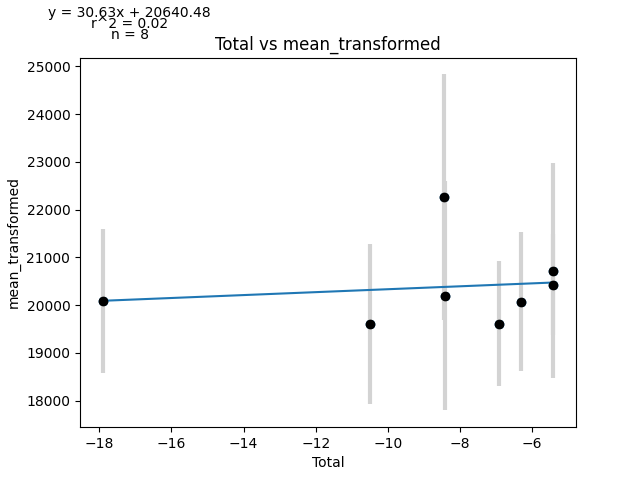 y = 30.63x + 20640.48
r^2 = 0.02
n = 8
Total vs mean_transformed
25000
24000
23000
22000
21000
20000
19000
18000
mean_transformed
−18
−16
−14
−12
−10
−8
−6
Total